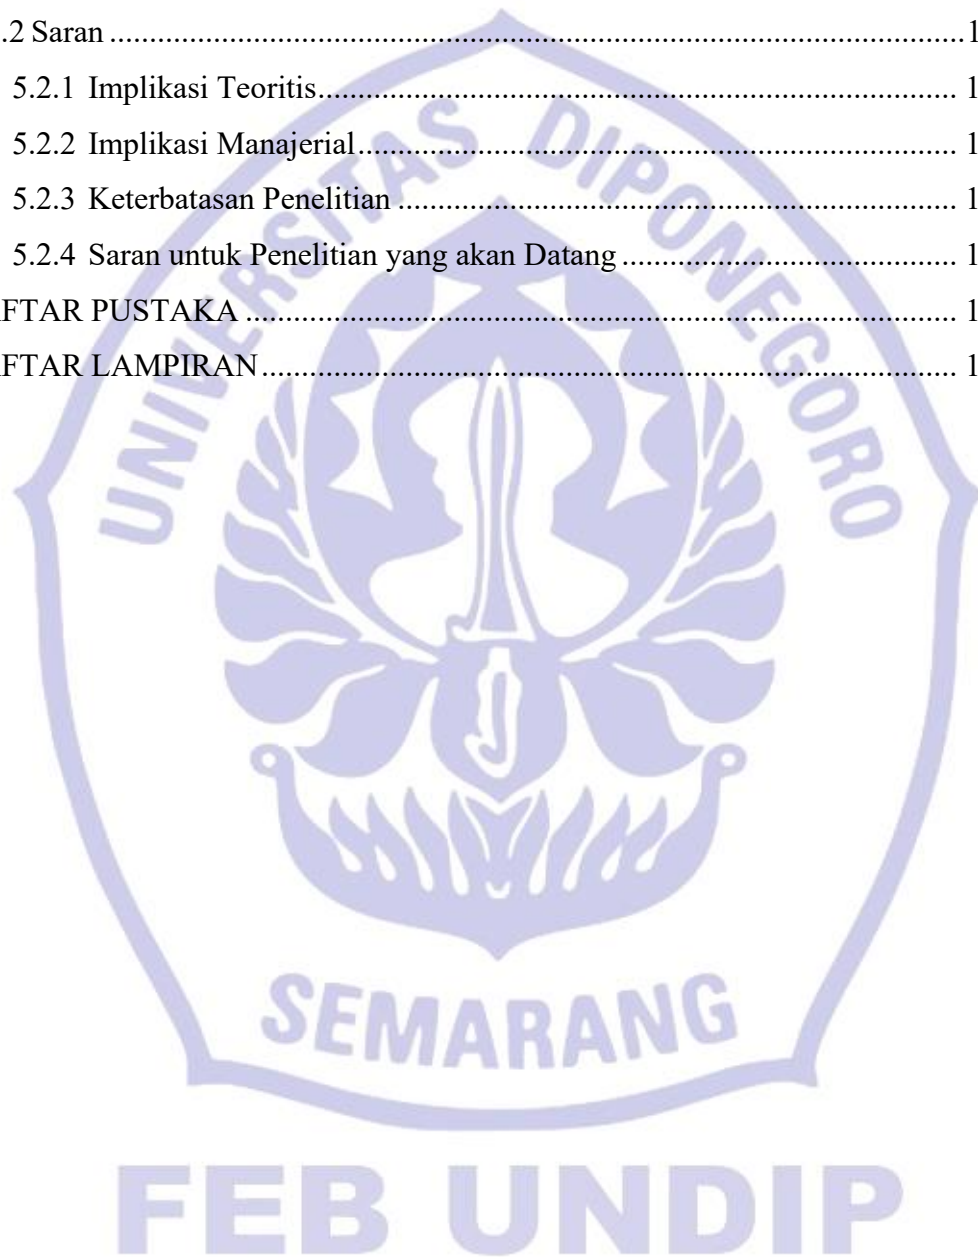 .2 Saran ........................................................................................................... 1
5.2.1 Implikasi Teoritis................................................................................ 1
5.2.2 Implikasi Manajerial........................................................................... 1
5.2.3 Keterbatasan Penelitian ...................................................................... 1
5.2.4 Saran untuk Penelitian yang akan Datang .......................................... 1
FTAR PUSTAKA ......................................................................................... 1
FTAR LAMPIRAN....................................................................................... 1
UNIVERSITAS DIPONEGORO
SEMARANG
FEB UNDIP